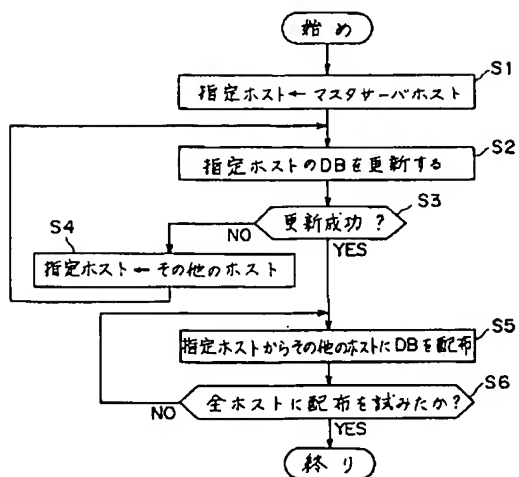 始め
S1
指定ホスト←マスタサーバホスト
S2
指定ホストのDBを更新する
S3
更新成功？
NO
YES
S4
指定ホスト←その他のホスト
S5
指定ホストからその他のホストにDBを配布
S6
全ホストに配布を試みたか？
NO
YES
終り